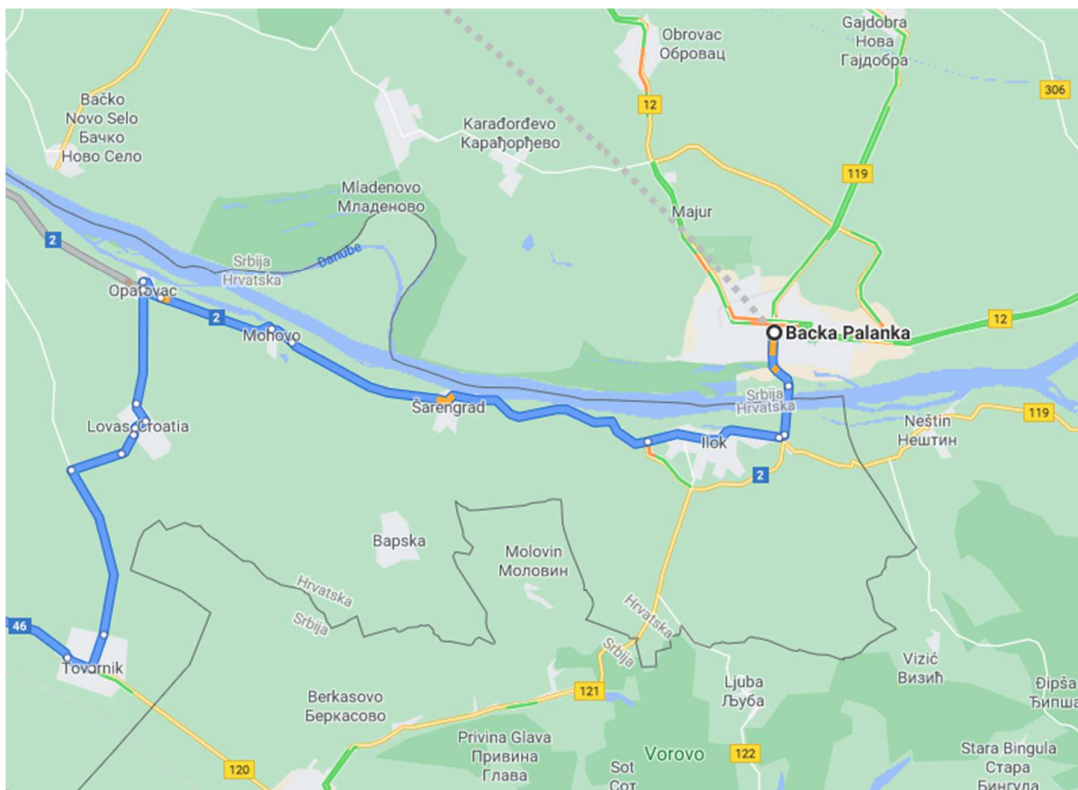 Gajdobra
Нова
Гајдобра
Obrovac
Обровац
306
Bačko
Novo Selo
Бачко
Ново Село
12
Karađorđevo
Карађорђево
119
Mladenovo
Младеново
Majur
2
Danube
Srbija
Hrvatska
Opatovac
2
Mohovo
12
Backa Palanka
Srbija
Hrvatska
Šarengrad
119
Neštin
Нештин
Lovas,Croatia
Ilok
2
Bapska
Molovin
Моловин
Hrvatska
Srbija
Hrvatska
Srbija
46
Tovarnik
Vizić
Визић
Ljuba
Љуба
Đipša
Ђипша
121
Berkasovo
Беркасово
Privina Glava
Привина
Глава
Vorovo
122
Stara Bingula
Стара
Бингула
120
Sot
Сот